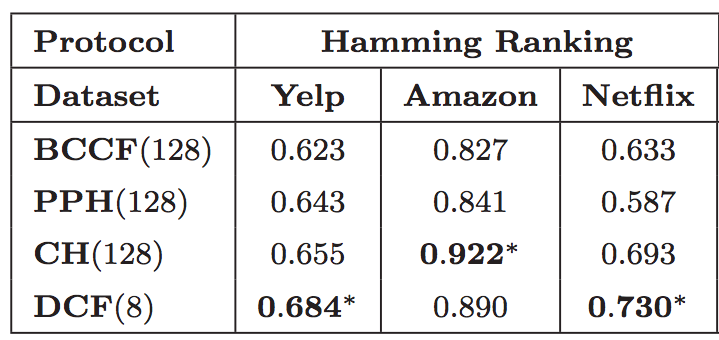 Protocol Hamming Ranking
Dataset Yelp Amazon Netflix
BCCF(128) 0.623 0.827 0.633
PPH(128) 0.643 0.841 0.587
CH(128) 0.655 0.922* 0.693
DCF(8) 0.684* 0.890 0.730*